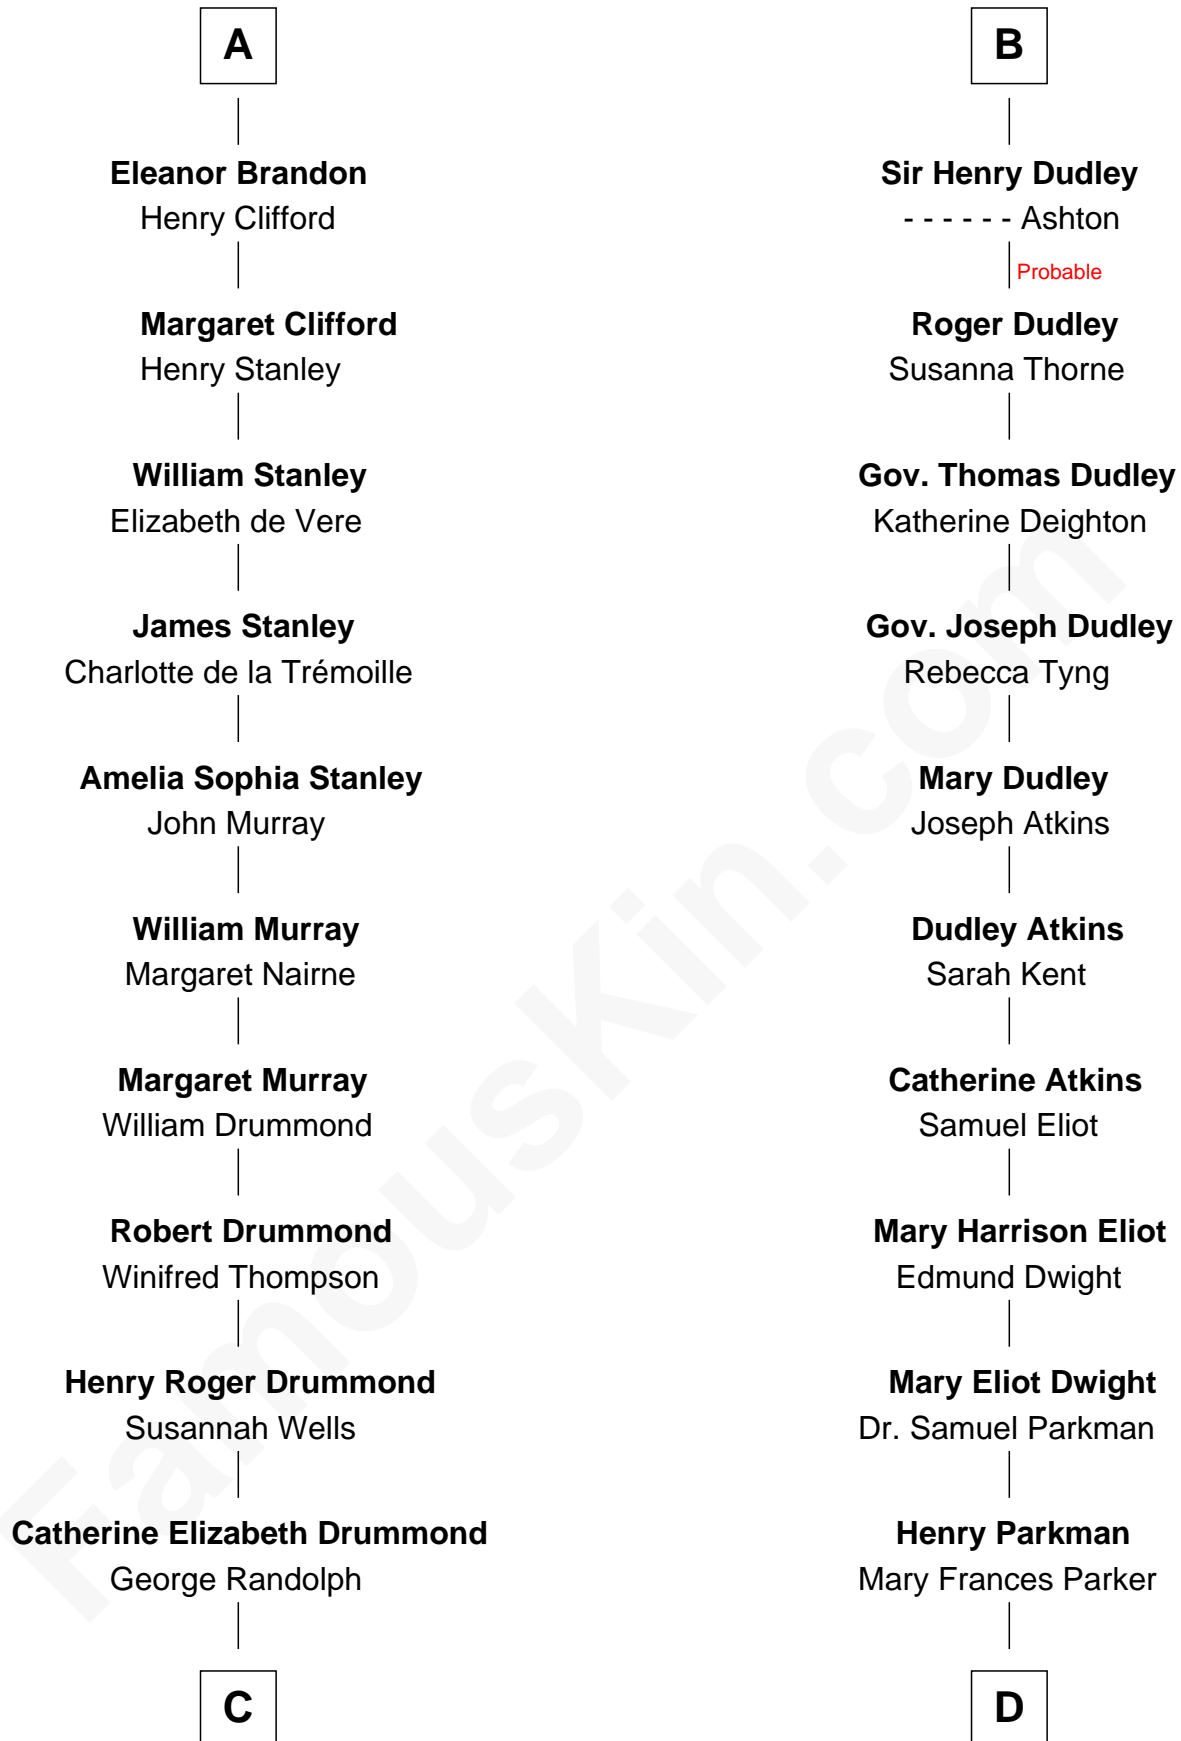 A
Eleanor Brandon
Henry Clifford
Margaret Clifford
Henry Stanley
William Stanley
Elizabeth de Vere
James Stanley
Charlotte de la Trémoille
Amelia Sophia Stanley
John Murray
William Murray
Margaret Nairne
Margaret Murray
William Drummond
Robert Drummond
Winifred Thompson
Henry Roger Drummond
Susannah Wells
Catherine Elizabeth Drummond
George Randolph
C
B
Sir Henry Dudley
- - - - - - Ashton
Probable
Roger Dudley
Susanna Thorne
Gov. Thomas Dudley
Katherine Deighton
Gov. Joseph Dudley
Rebecca Tyng
Mary Dudley
Joseph Atkins
Dudley Atkins
Sarah Kent
Catherine Atkins
Samuel Eliot
Mary Harrison Eliot
Edmund Dwight
Mary Eliot Dwight
Dr. Samuel Parkman
Henry Parkman
Mary Frances Parker
D
FamousKin.com